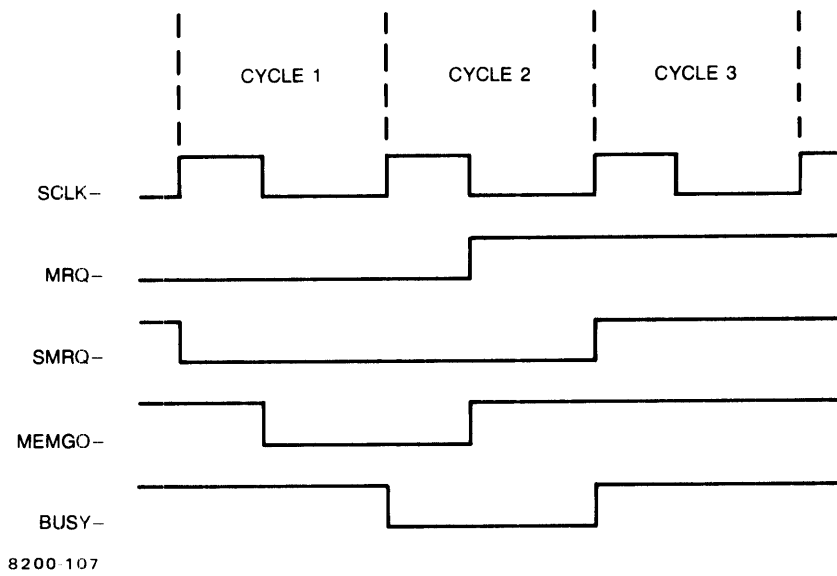 CYCLE 1 CYCLE 2 CYCLE 3
SCLK–
MRQ–
SMRQ–
MEMGO–
BUSY–
8200-107